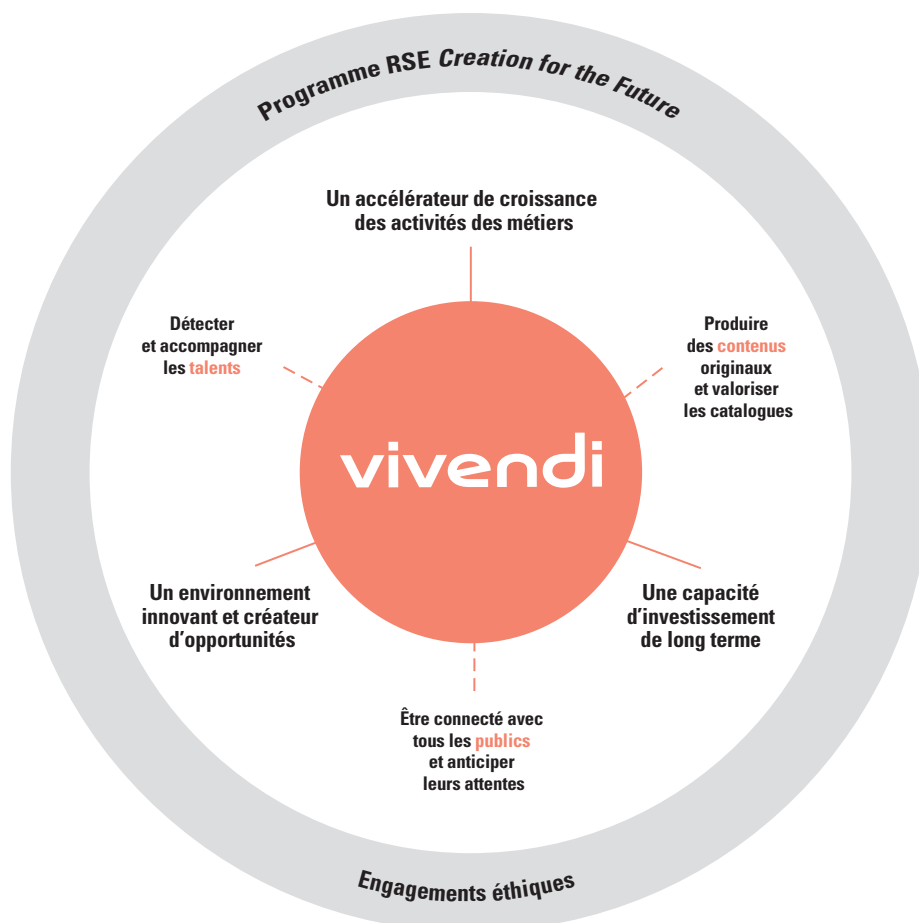 Programme RSE Creation for the Future
Un accélérateur de croissance
des activités des métiers
Détecter
et accompagner
les talents
Produire
des contenus
originaux
et valoriser
les catalogues
vivendi
Un environnement
innovant et créateur
d'opportunités
Une capacité
d'investissement
de long terme
Être connecté avec
tous les publics
et anticiper
leurs attentes
Engagements éthiques